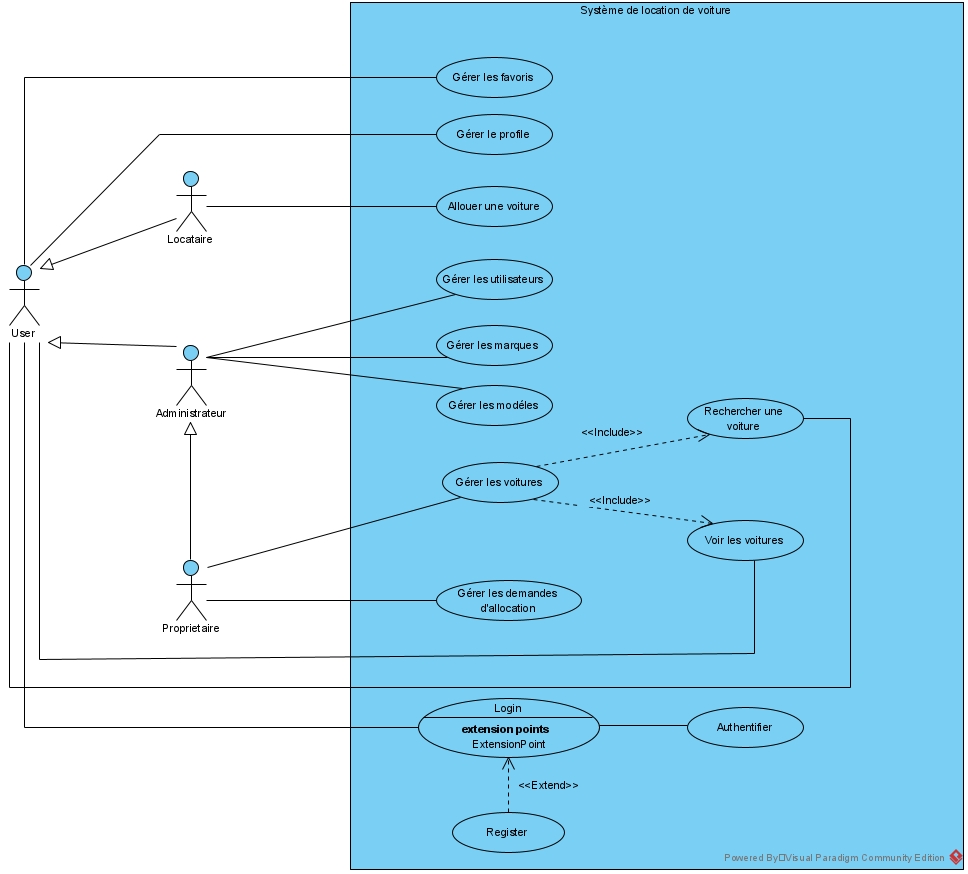 Système de location de voiture
Gérer les favoris
Gérer le profile
Allouer une voiture
Locataire
Gérer les utilisateurs
User
Gérer les marques
Administrateur
Gérer les modéles
Rechercher une
voiture
<<Include>>
Gérer les voitures
<<Include>>
Voir les voitures
Gérer les demandes
d'allocation
Proprietaire
Login
extension points
ExtensionPoint
Authentifier
<<Extend>>
Register
Powered By Visual Paradigm Community Edition